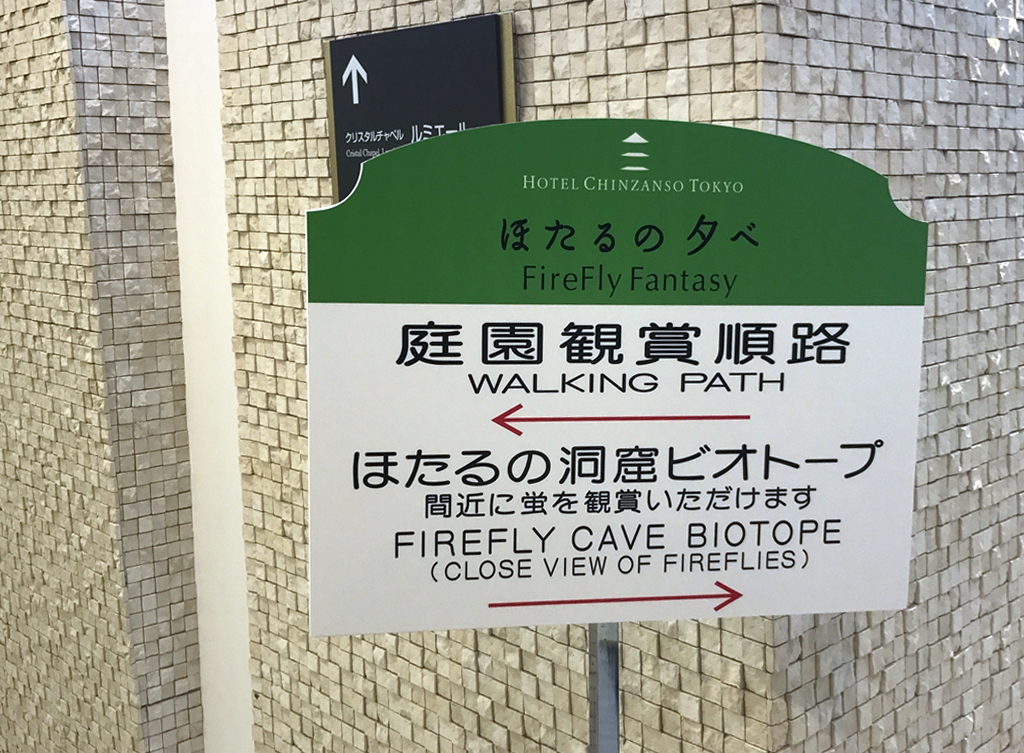 クリスタルチャペル ルミエール
Cristal Chapel
HOTEL CHINZANSO TOKYO
ほたるの夕べ
FireFly Fantasy
庭園観賞順路
WALKING PATH
ほたるの洞窟ビオトープ
間近に蛍を観賞いただけます
FIREFLY CAVE BIOTOPE
(CLOSE VIEW OF FIREFLIES)